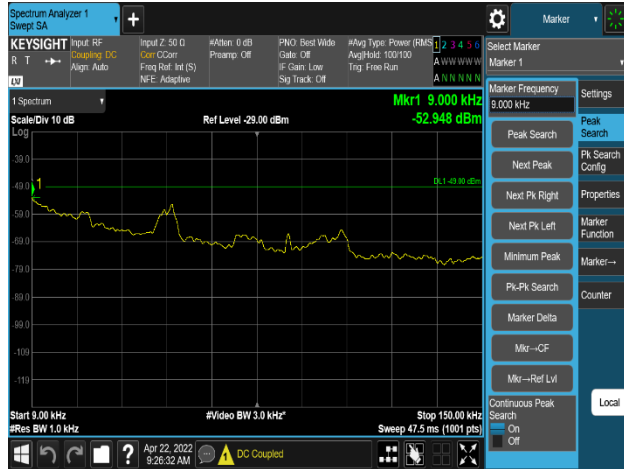 Spectrum Analyzer 1
Swept SA
Marker
KEYSIGHT
R T
LXI
Input: RF
Coupling: DC
Align: Auto
Input Z: 50 Ω
Corr CCorr
Freq Ref: Int (S)
NFE: Adaptive
#Atten: 0 dB
Preamp: Off
PNO: Best Wide
Gate: Off
IF Gain: Low
Sig Track: Off
#Avg Type: Power (RMS
Avg|Hold: 100/100
Trig: Free Run
1 2 3 4 5 6
A W W W W W
A N N N N N
Select Marker
Marker 1
1 Spectrum
Scale/Div 10 dB
Log
Ref Level -29.00 dBm
Mkr1 9.000 kHz
-52.948 dBm
DL1 -49.00 dBm
1
-39.0
-49.0
-59.0
-69.0
-79.0
-89.0
-99.0
-109
-119
Start 9.00 kHz
#Res BW 1.0 kHz
#Video BW 3.0 kHz*
Stop 150.00 kHz
Sweep 47.5 ms (1001 pts)
Marker Frequency
9.000 kHz
Peak Search
Next Peak
Next Pk Right
Next Pk Left
Minimum Peak
Pk-Pk Search
Marker Delta
Mkr→CF
Mkr→Ref Lvl
Continuous Peak
Search
On
Off
Settings
Peak
Search
Pk Search
Config
Properties
Marker
Function
Marker→
Counter
Local
?
Apr 22, 2022
9:26:32 AM
1
DC Coupled